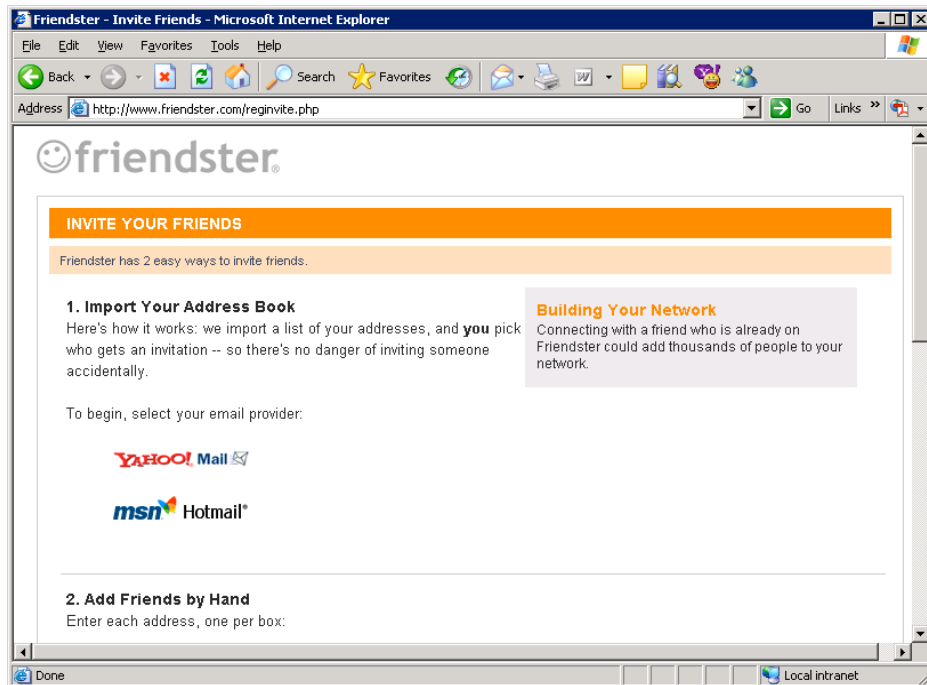 Friendster - Invite Friends - Microsoft Internet Explorer
File Edit View Favorites Tools Help
Back Search Favorites W
Address http://www.friendster.com/reginvite.php Go Links »
friendster®
INVITE YOUR FRIENDS
Friendster has 2 easy ways to invite friends.
1. Import Your Address Book
Here's how it works: we import a list of your addresses, and you pick
who gets an invitation -- so there's no danger of inviting someone
accidentally.
Building Your Network
Connecting with a friend who is already on
Friendster could add thousands of people to your
network.
To begin, select your email provider:
YAHOO! Mail
msn Hotmail®
2. Add Friends by Hand
Enter each address, one per box:
Done Local intranet